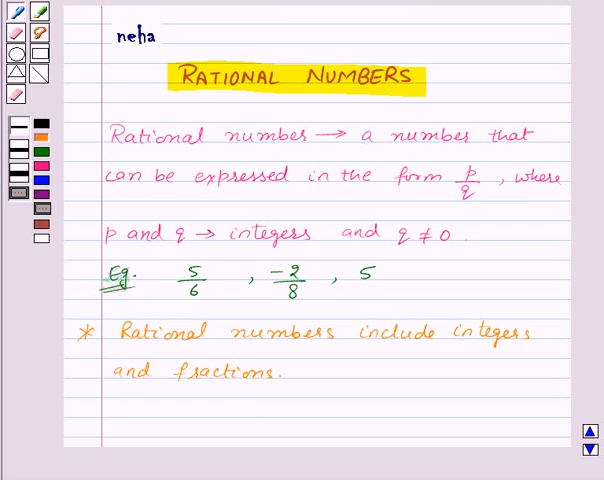 neha
RATIONAL NUMBERS
Rational number → a number that
can be expressed in the form p/q, where
p and q → integers and q ≠ 0.
Eg. 5/6, -2/8, 5
* Rational numbers include integers
and fractions.